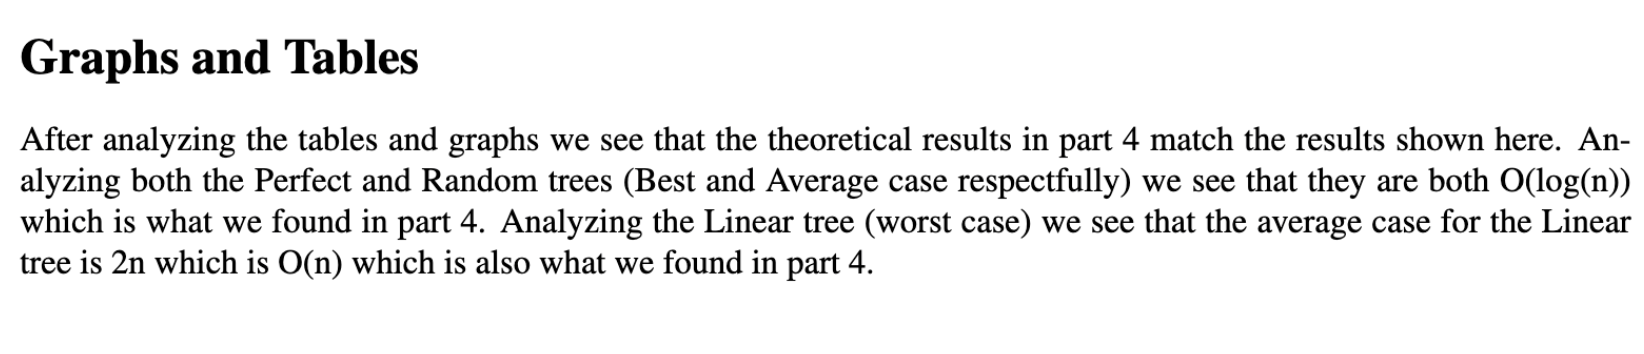 Graphs and Tables
After analyzing the tables and graphs we see that the theoretical results in part 4 match the results shown here. An-
alyzing both the Perfect and Random trees (Best and Average case respectfully) we see that they are both O(log(n))
which is what we found in part 4. Analyzing the Linear tree (worst case) we see that the average case for the Linear
tree is 2n which is O(n) which is also what we found in part 4.